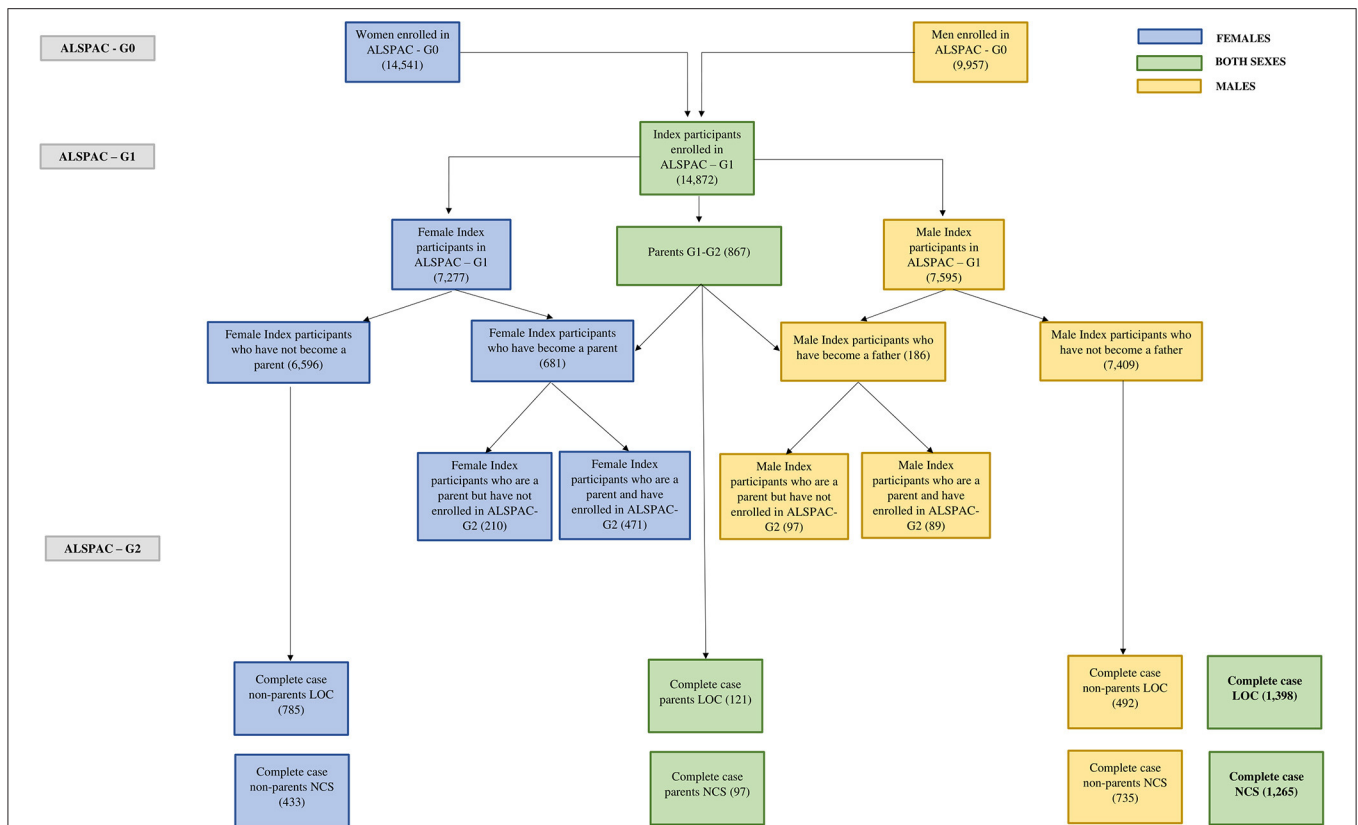 ALSPAC - G0
Women enrolled in
ALSPAC - G0
(14,541)
Men enrolled in
ALSPAC - G0
(9,957)
FEMALES
BOTH SEXES
MALES
ALSPAC – G1
Index participants
enrolled in
ALSPAC – G1
(14,872)
Female Index
participants in
ALSPAC – G1
(7,277)
Parents G1-G2 (867)
Male Index
participants in
ALSPAC – G1
(7,595)
Female Index participants
who have not become a
parent (6,596)
Female Index participants
who have become a parent
(681)
Male Index participants who
have become a father (186)
Male Index participants who
have not become a father
(7,409)
Female Index
participants who are a
parent but have not
enrolled in ALSPAC-
G2 (210)
Female Index
participants who are a
parent and have
enrolled in ALSPAC-
G2 (471)
Male Index
participants who are a
parent but have not
enrolled in ALSPAC-
G2 (97)
Male Index
participants who are a
parent and have
enrolled in ALSPAC-
G2 (89)
ALSPAC – G2
Complete case
non-parents LOC
(785)
Complete case
parents LOC (121)
Complete case
non-parents LOC
(492)
Complete case
LOC (1,398)
Complete case
non-parents NCS
(433)
Complete case
parents NCS (97)
Complete case
non-parents NCS
(735)
Complete case
NCS (1,265)